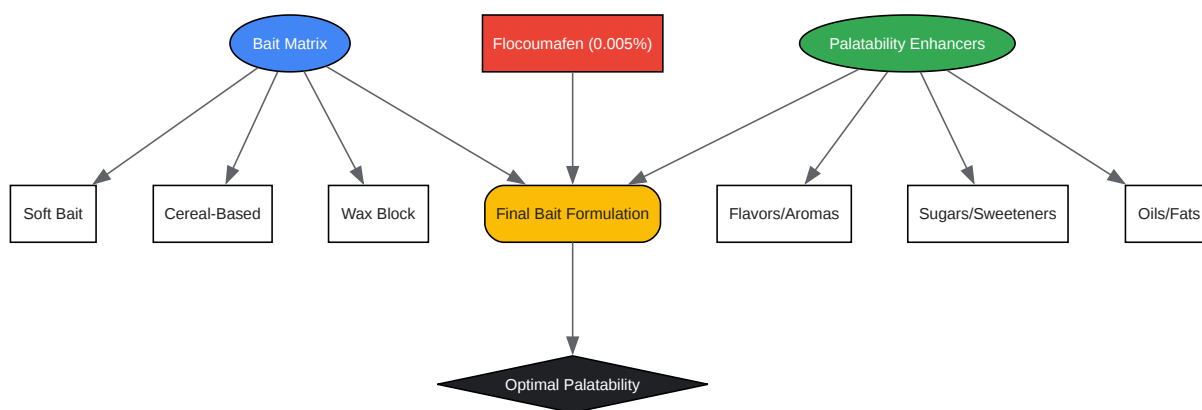 Bait Matrix
Flocoumafen (0.005%)
Palatability Enhancers
Soft Bait
Cereal-Based
Wax Block
Final Bait Formulation
Flavors/Aromas
Sugars/Sweeteners
Oils/Fats
Optimal Palatability